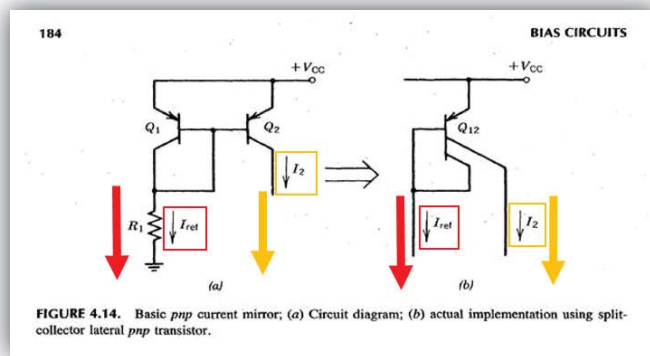 184
BIAS CIRCUITS
+VCC
Q1
Q2
I2
R1
Iref
(a)
+VCC
Q12
Iref
I2
(b)
FIGURE 4.14. Basic pnp current mirror; (a) Circuit diagram; (b) actual implementation using split-
collector lateral pnp transistor.